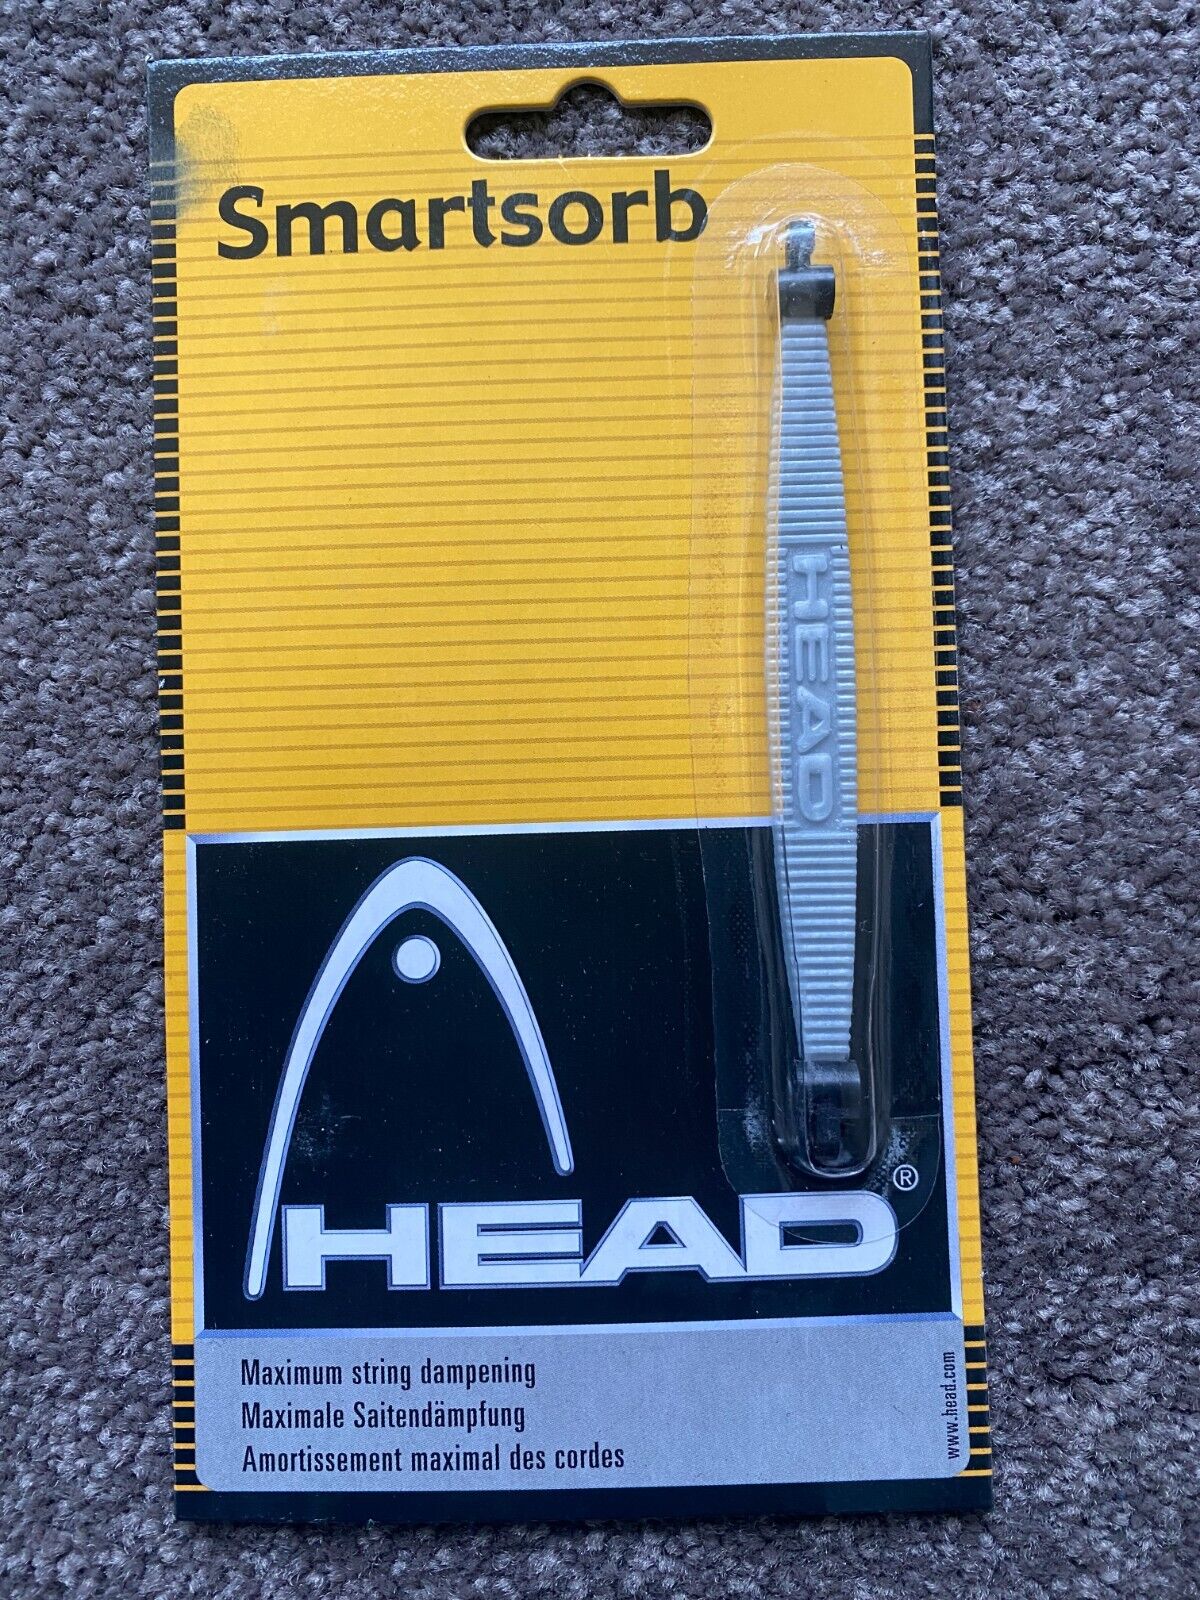 Smartsorb
HEAD
HEAD®
Maximum string dampening
Maximale Saitendämpfung
Amortissement maximal des cordes
www.head.com